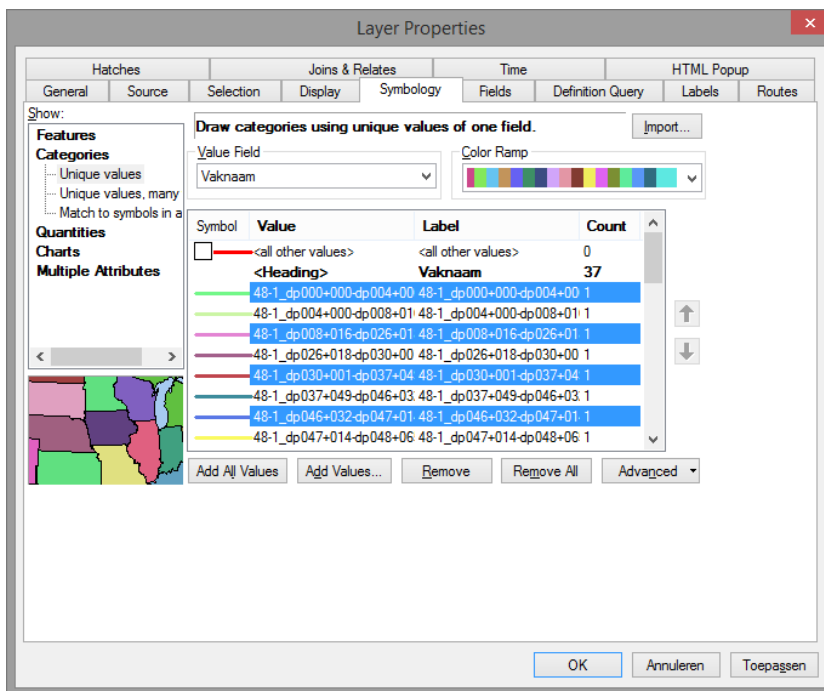 Layer Properties
Hatches Joins & Relates Time HTML Popup
General Source Selection Display Symbology Fields Definition Query Labels Routes
Show:
Features
Categories
Unique values
Unique values, many
Match to symbols in a
Quantities
Charts
Multiple Attributes
Draw categories using unique values of one field.
Import...
Value Field
Vaknaam
Color Ramp
Symbol Value Label Count
<all other values> <all other values> 0
<Heading> Vaknaam 37
48-1_dp000+000-dp004+00 48-1_dp000+000-dp004+00 1
48-1_dp004+000-dp008+01 48-1_dp004+000-dp008+01 1
48-1_dp008+016-dp026+01 48-1_dp008+016-dp026+01 1
48-1_dp026+018-dp030+00 48-1_dp026+018-dp030+00 1
48-1_dp030+001-dp037+04 48-1_dp030+001-dp037+04 1
48-1_dp037+049-dp046+03 48-1_dp037+049-dp046+03 1
48-1_dp046+032-dp047+01 48-1_dp046+032-dp047+01 1
48-1_dp047+014-dp048+06 48-1_dp047+014-dp048+06 1
Add All Values Add Values... Remove Remove All Advanced
OK Annuleren Toepassen